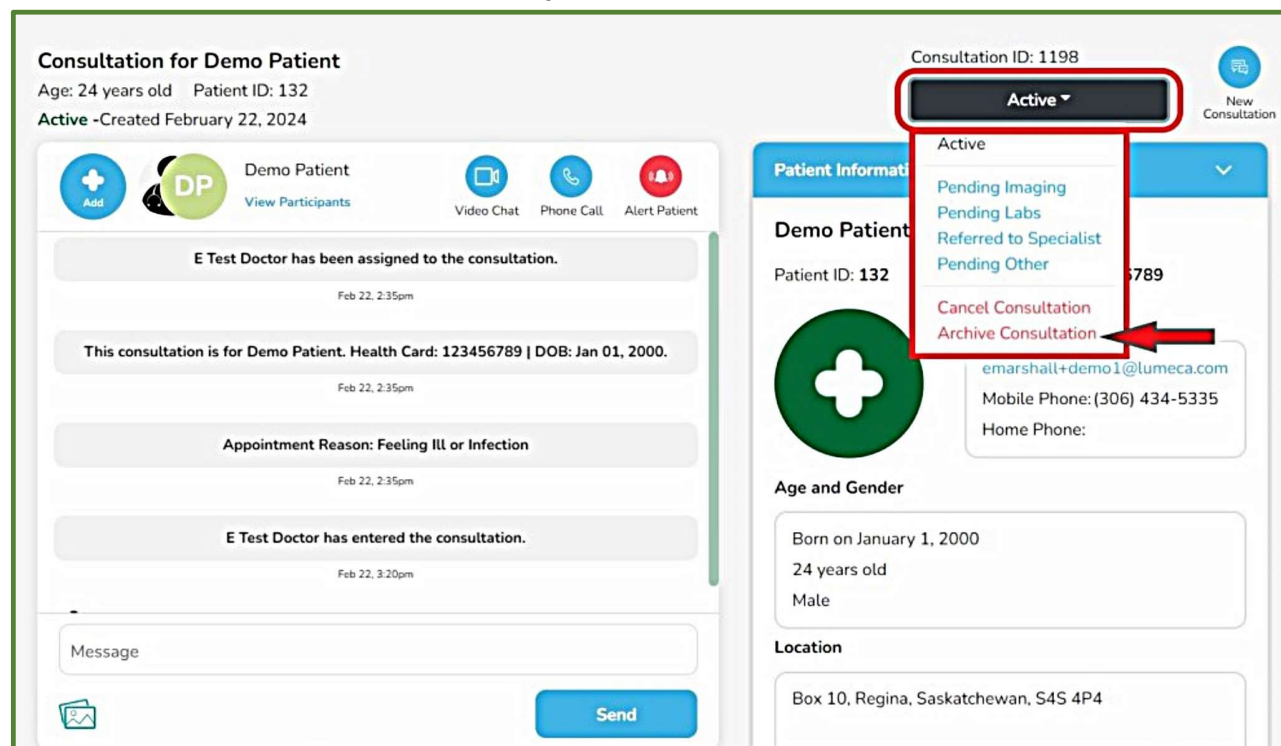 Consultation for Demo Patient
Age: 24 years old Patient ID: 132
Active -Created February 22, 2024
Consultation ID: 1198
Active
New
Consultation
Add
DP
Demo Patient
View Participants
Video Chat
Phone Call
Alert Patient
E Test Doctor has been assigned to the consultation.
Feb 22, 2:35pm
This consultation is for Demo Patient. Health Card: 123456789 | DOB: Jan 01, 2000.
Feb 22, 2:35pm
Appointment Reason: Feeling Ill or Infection
Feb 22, 2:35pm
E Test Doctor has entered the consultation.
Feb 22, 3:20pm
Message
Send
Active
Pending Imaging
Pending Labs
Referred to Specialist
Pending Other
Cancel Consultation
Archive Consultation
Patient Informati
Demo Patient
Patient ID: 132 6789
emarshall+demo1@lumeca.com
Mobile Phone: (306) 434-5335
Home Phone:
Age and Gender
Born on January 1, 2000
24 years old
Male
Location
Box 10, Regina, Saskatchewan, S4S 4P4